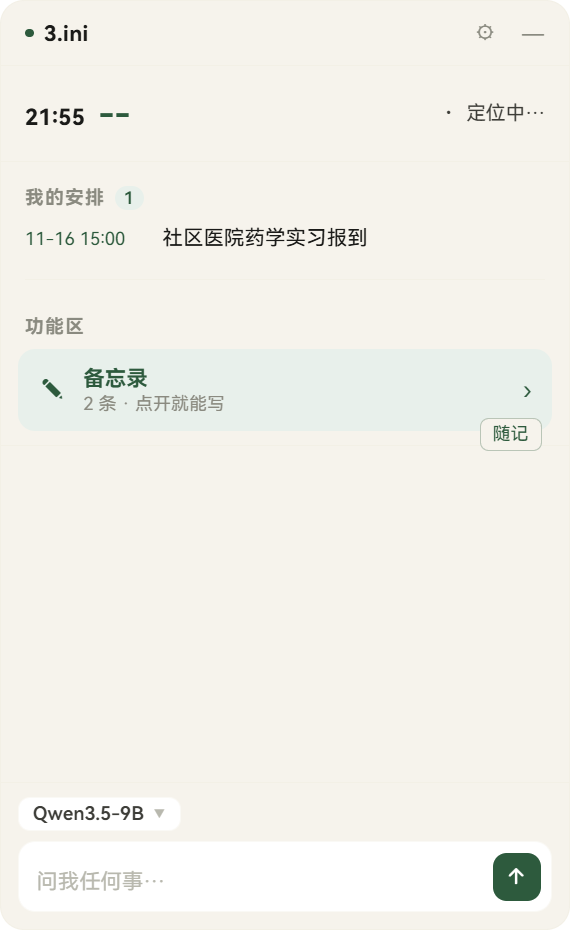 3.ini
21:55 -- · 定位中···
我的安排 1
11-16 15:00 社区医院药学实习报到
功能区
备忘录
2 条 · 点开就能写
随记
Qwen3.5-9B
问我任何事···